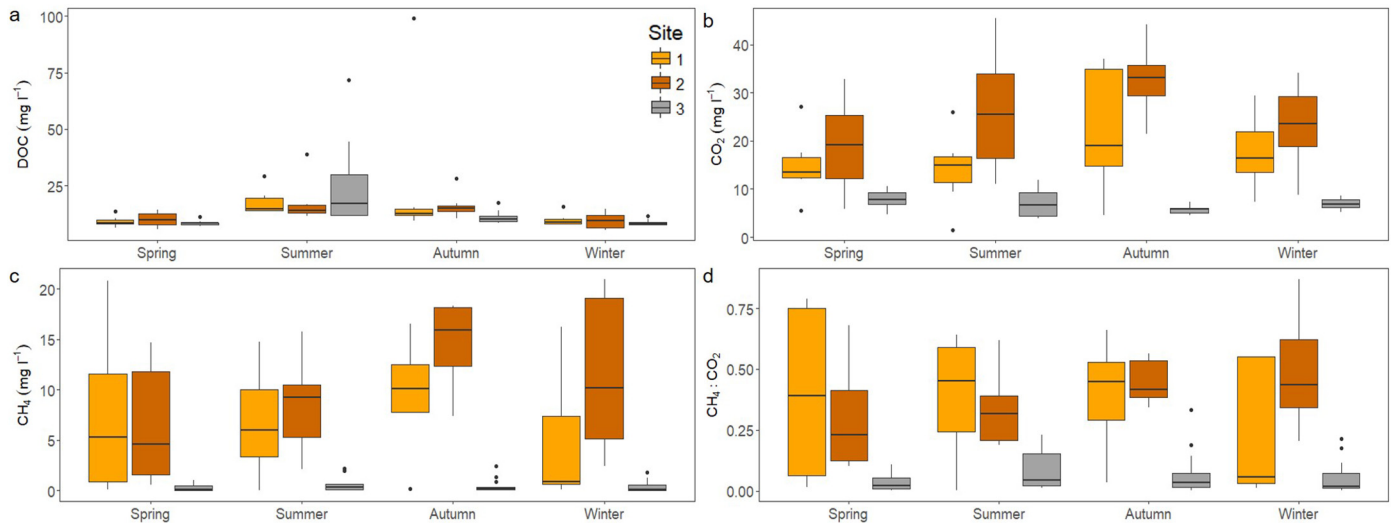 a
100
75
50
25
DOC (mg l⁻¹)
Site
1
2
3
Spring Summer Autumn Winter
b
40
30
20
10
0
CO₂ (mg l⁻¹)
Spring Summer Autumn Winter
c
20
15
10
5
0
CH₄ (mg l⁻¹)
Spring Summer Autumn Winter
d
0.75
0.50
0.25
0.00
CH₄ : CO₂
Spring Summer Autumn Winter